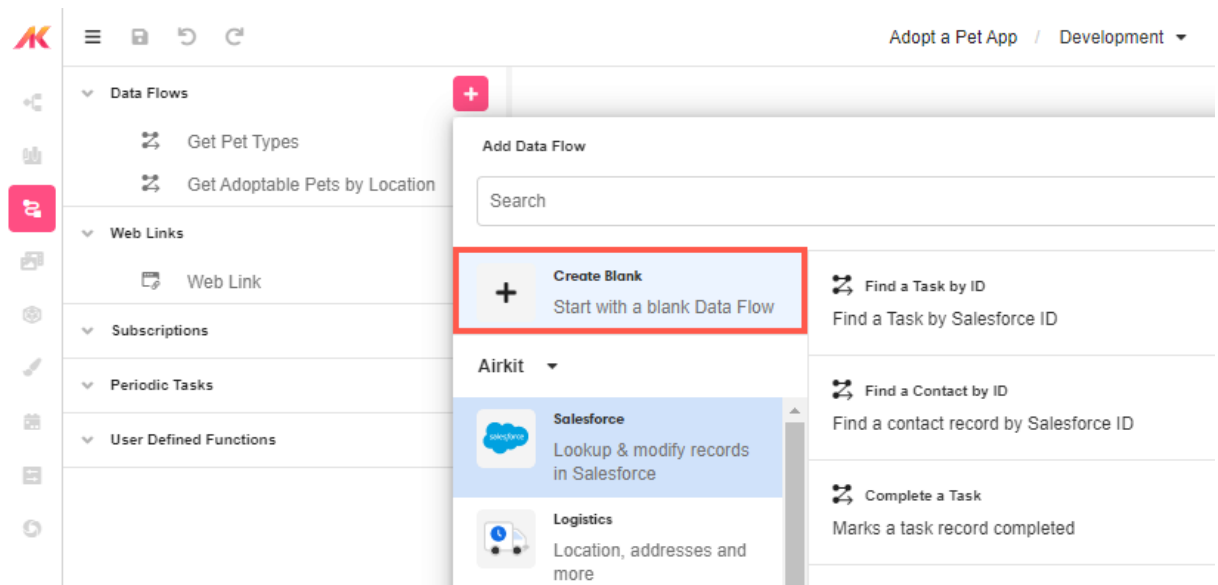 Adopt a Pet App / Development
Data Flows
Get Pet Types
Get Adoptable Pets by Location
Web Links
Web Link
Subscriptions
Periodic Tasks
User Defined Functions
Add Data Flow
Search
Create Blank
Start with a blank Data Flow
Airkit
salesforce
Salesforce
Lookup & modify records
in Salesforce
Logistics
Location, addresses and
more
Find a Task by ID
Find a Task by Salesforce ID
Find a Contact by ID
Find a contact record by Salesforce ID
Complete a Task
Marks a task record completed